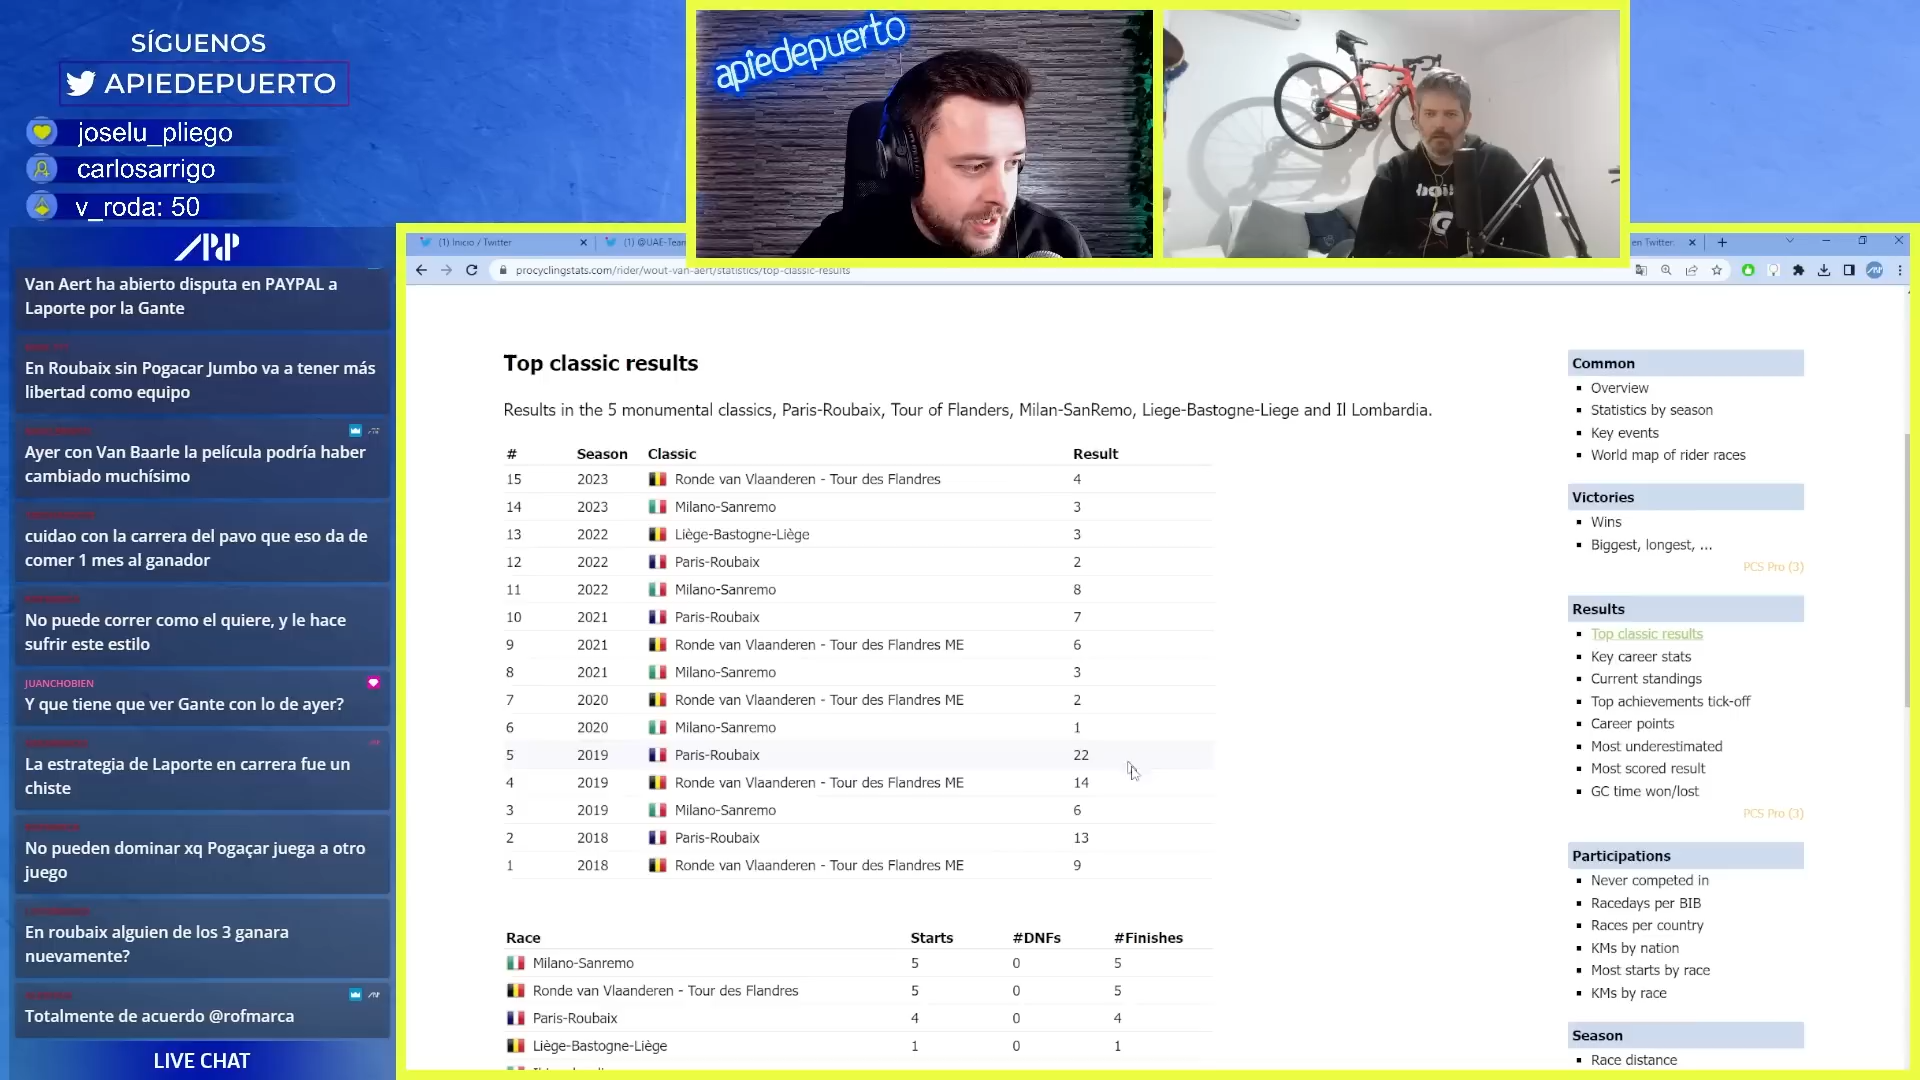 SÍGUENOS
APIEDEPUERTO
joselu_pliego
carlosarrigo
v_roda: 50
Van Aert ha abierto disputa en PAYPAL a
Laporte por la Gante
En Roubaix sin Pogacar Jumbo va a tener más
libertad como equipo
Ayer con Van Baarle la película podría haber
cambiado muchísimo
cuidao con la carrera del pavo que eso da de
comer 1 mes al ganador
No puede correr como el quiere, y le hace
sufrir este estilo
JUANCHOBIEN
Y que tiene que ver Gante con lo de ayer?
La estrategia de Laporte en carrera fue un
chiste
No pueden dominar xq Pogaçar juega a otro
juego
En roubaix alguien de los 3 ganara
nuevamente?
Totalmente de acuerdo @rofmarca
LIVE CHAT
apiedepuerto
(1) Inicio / Twitter
(1) @UAE-Team
en Twitter:
procyclingstats.com/rider/wout-van-aert/statistics/top-classic-results
Top classic results
Results in the 5 monumental classics, Paris-Roubaix, Tour of Flanders, Milan-SanRemo, Liege-Bastogne-Liege and Il Lombardia.
# Season Classic Result
15 2023 Ronde van Vlaanderen - Tour des Flandres 4
14 2023 Milano-Sanremo 3
13 2022 Liège-Bastogne-Liège 3
12 2022 Paris-Roubaix 2
11 2022 Milano-Sanremo 8
10 2021 Paris-Roubaix 7
9 2021 Ronde van Vlaanderen - Tour des Flandres ME 6
8 2021 Milano-Sanremo 3
7 2020 Ronde van Vlaanderen - Tour des Flandres ME 2
6 2020 Milano-Sanremo 1
5 2019 Paris-Roubaix 22
4 2019 Ronde van Vlaanderen - Tour des Flandres ME 14
3 2019 Milano-Sanremo 6
2 2018 Paris-Roubaix 13
1 2018 Ronde van Vlaanderen - Tour des Flandres ME 9
Race Starts #DNFs #Finishes
Milano-Sanremo 5 0 5
Ronde van Vlaanderen - Tour des Flandres 5 0 5
Paris-Roubaix 4 0 4
Liège-Bastogne-Liège 1 0 1
Common
Overview
Statistics by season
Key events
World map of rider races
Victories
Wins
Biggest, longest, ...
PCS Pro (3)
Results
Top classic results
Key career stats
Current standings
Top achievements tick-off
Career points
Most underestimated
Most scored result
GC time won/lost
PCS Pro (3)
Participations
Never competed in
Racedays per BIB
Races per country
KMs by nation
Most starts by race
KMs by race
Season
Race distance